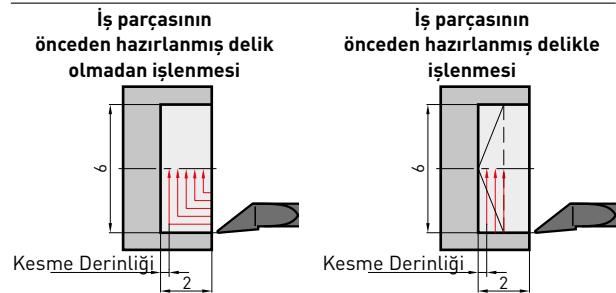 İş parçasının
önceden hazırlanmış delik
olmadan işlenmesi
6
Kesme Derinliği
2
İş parçasının
önceden hazırlanmış delikle
işlenmesi
6
Kesme Derinliği
2